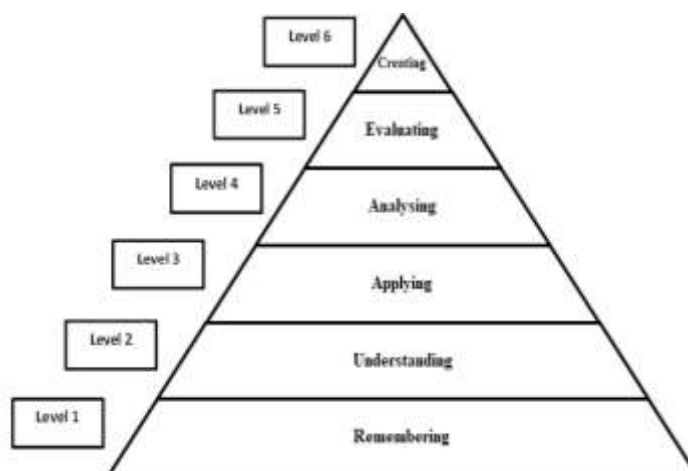 Level 6
Creating
Level 5
Evaluating
Level 4
Analysing
Level 3
Applying
Level 2
Understanding
Level 1
Remembering